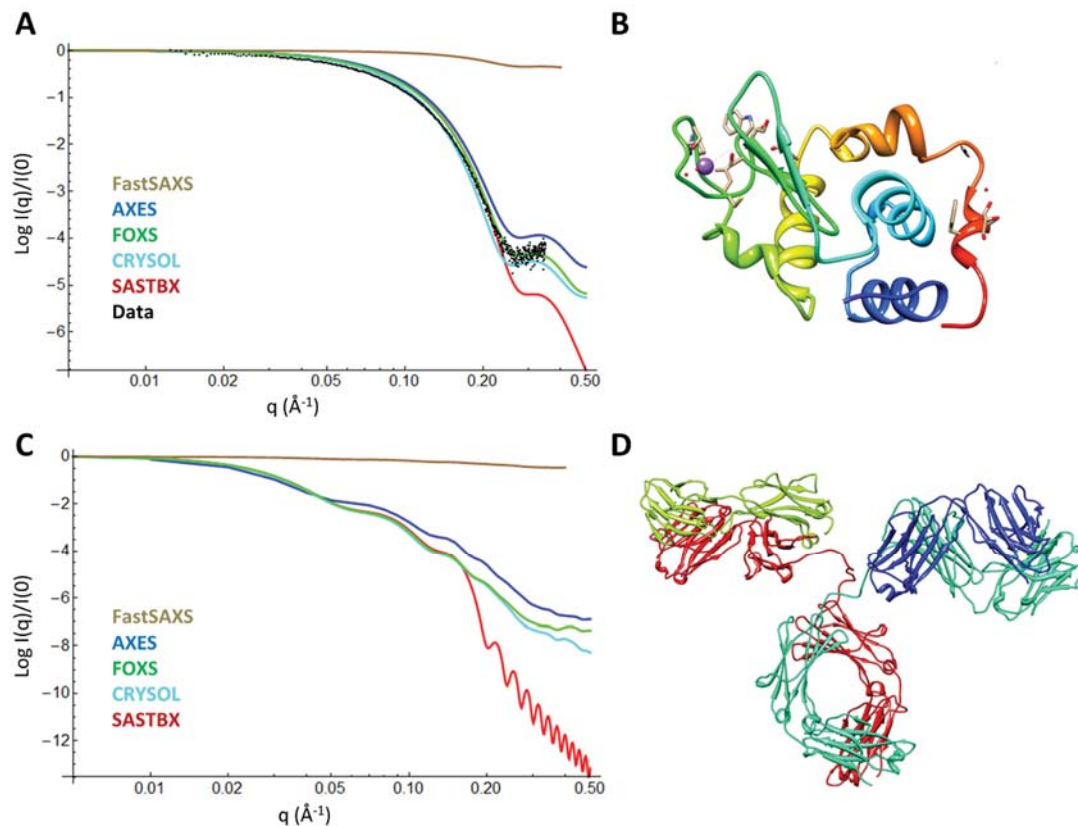 A
Log I(q)/I(0)
0
−1
−2
−3
−4
−5
−6
FastSAXS
AXES
FOXS
CRYSOL
SASTBX
Data
0.01
0.05
0.10
0.20
0.50
q (Å⁻¹)
B
C
Log I(q)/I(0)
0
−2
−4
−6
−8
−10
−12
FastSAXS
AXES
FOXS
CRYSOL
SASTBX
0.01
0.02
0.05
0.10
0.20
0.50
q (Å⁻¹)
D